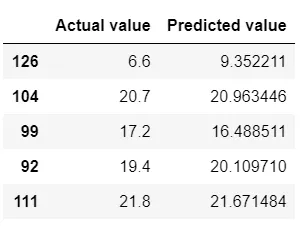 Actual value Predicted value
126 6.6 9.352211
104 20.7 20.963446
99 17.2 16.488511
92 19.4 20.109710
111 21.8 21.671484